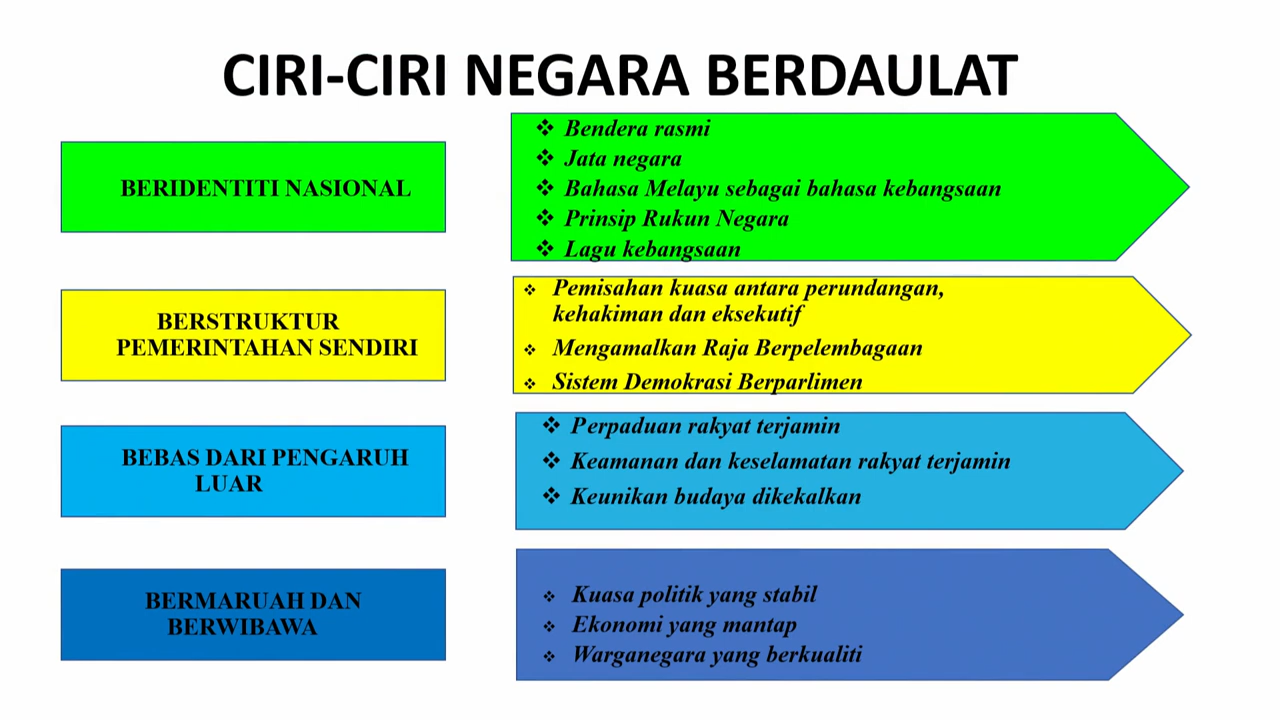 CIRI-CIRI NEGARA BERDAULAT
BERIDENTITI NASIONAL
❖ Bendera rasmi
❖ Jata negara
❖ Bahasa Melayu sebagai bahasa kebangsaan
❖ Prinsip Rukun Negara
❖ Lagu kebangsaan
BERSTRUKTUR
PEMERINTAHAN SENDIRI
❖ Pemisahan kuasa antara perundangan,
kehakiman dan eksekutif
❖ Mengamalkan Raja Berpelembagaan
❖ Sistem Demokrasi Berparlimen
BEBAS DARI PENGARUH
LUAR
❖ Perpaduan rakyat terjamin
❖ Keamanan dan keselamatan rakyat terjamin
❖ Keunikan budaya dikekalkan
BERMARUAH DAN
BERWIBAWA
❖ Kuasa politik yang stabil
❖ Ekonomi yang mantap
❖ Warganegara yang berkualiti